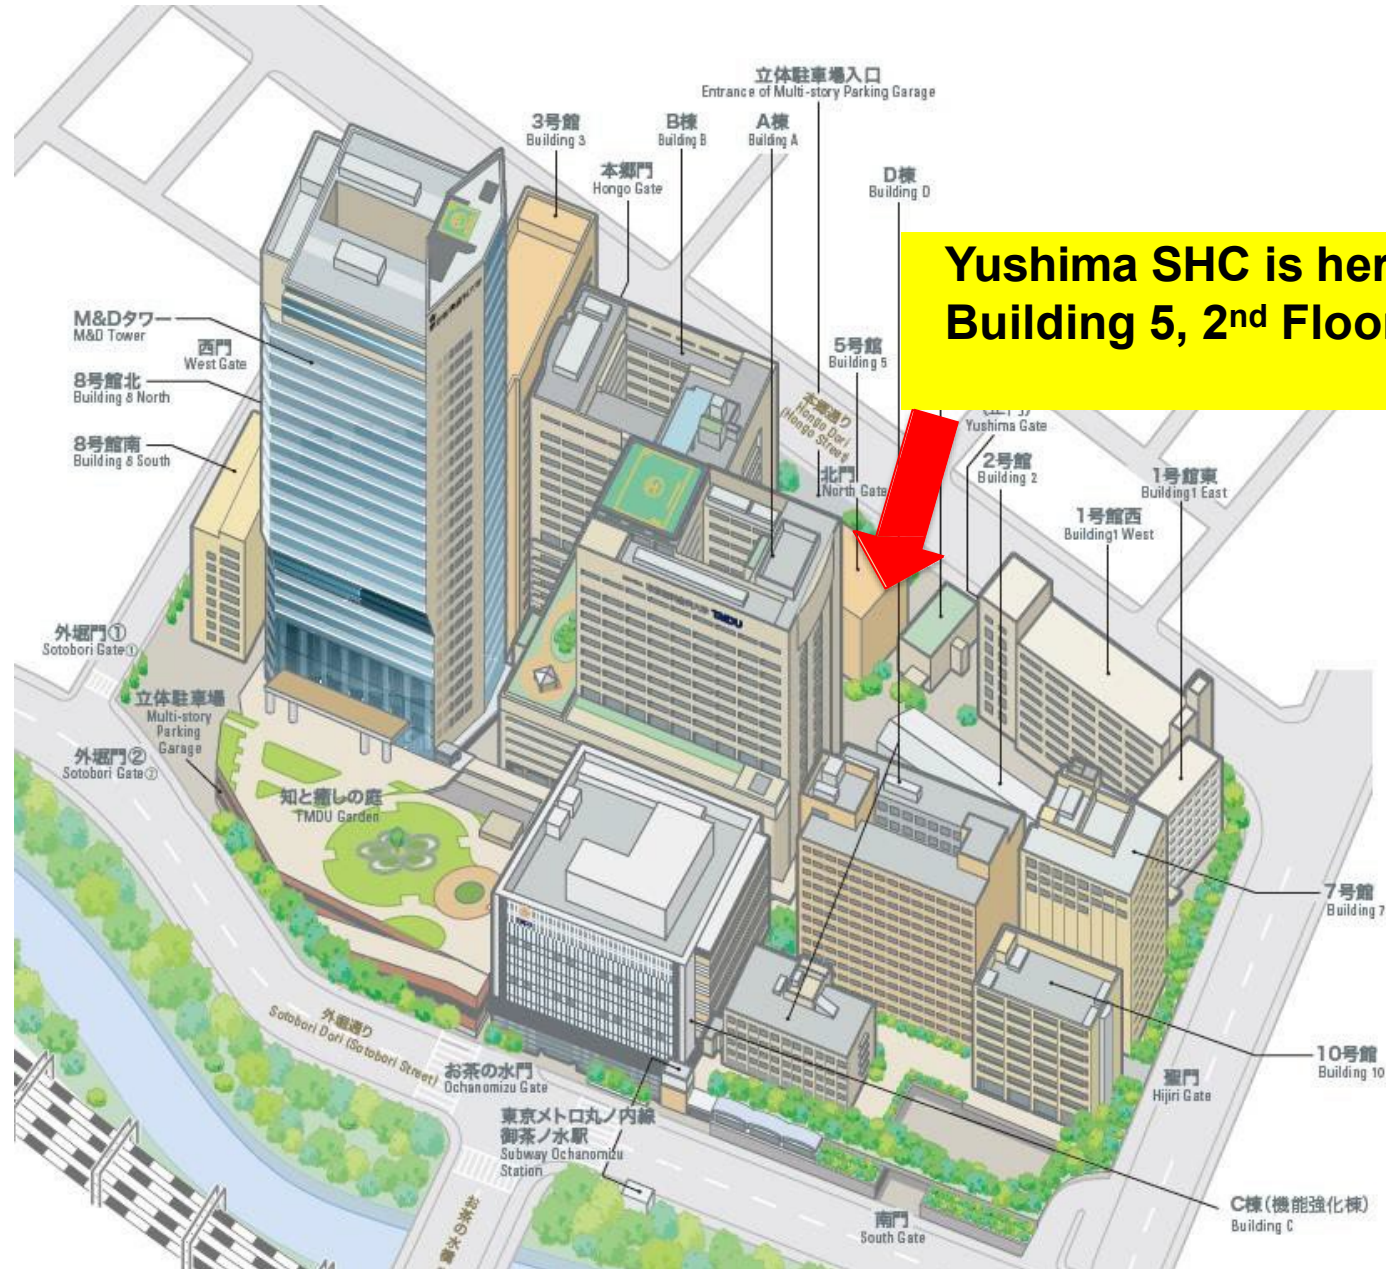 立体駐車場入口
Entrance of Multi-story Parking Garage
3号館
Building 3
B棟
Building B
A棟
Building A
本郷門
Hongo Gate
D棟
Building D
Yushima SHC is her
Building 5, 2nd Floor
M&Dタワー
M&D Tower
西門
West Gate
8号館北
Building 8 North
8号館南
Building 8 South
5号館
Building 5
本郷通り
Hongo Dori
(Hongo Street)
Yushima Gate
北門
North Gate
2号館
Building 2
1号館東
Building1 East
1号館西
Building1 West
TMDU
外堀門①
Sotobori Gate①
立体駐車場
Multi-story
Parking
Garage
外堀門②
Sotobori Gate②
知と癒しの庭
TMDU Garden
7号館
Building 7
外堀通り
Sotobori Dori (Sotobori Street)
お茶の水門
Ochanomizu Gate
10号館
Building 10
聖門
Hijiri Gate
東京メトロ丸ノ内線
御茶ノ水駅
Subway Ochanomizu
Station
お茶の水橋
南門
South Gate
C棟(機能強化棟)
Building C